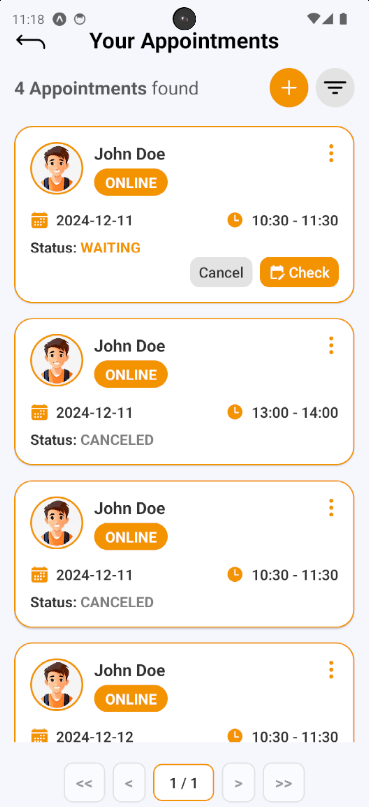 11:18
Your Appointments
4 Appointments found
John Doe
ONLINE
2024-12-11 10:30 - 11:30
Status: WAITING
Cancel Check
John Doe
ONLINE
2024-12-11 13:00 - 14:00
Status: CANCELED
John Doe
ONLINE
2024-12-11 10:30 - 11:30
Status: CANCELED
John Doe
ONLINE
2024-12-12 10:30 - 11:30
<< < 1 / 1 > >>